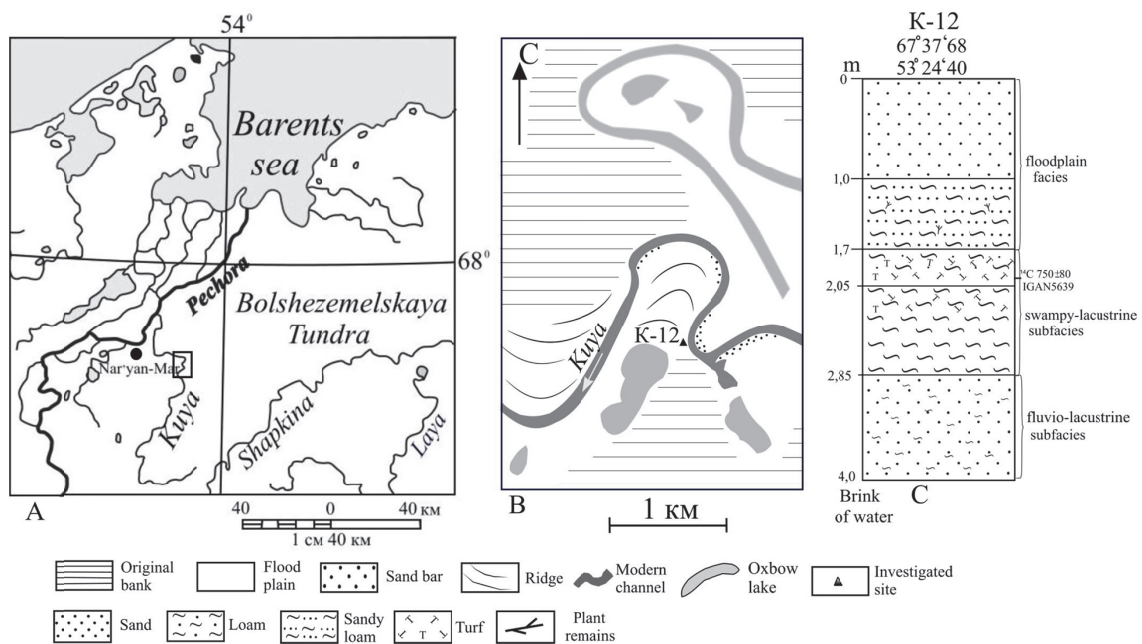 54⁰
Barents
sea
68⁰
Pechora
Bolshezemelskaya
Tundra
Nar'yan-Mar
Kuya
Shapkina
Laya
A
40 0 40 км
1 см 40 км
С
K-12
Kuya
B
1 км
К-12
67°37‘68
53°24‘40
m
0
1,0
1,7
2,05
2,85
4,0
floodplain
facies
¹⁴C 750±80
IGAN5639
swampy-lacustrine
subfacies
fluvio-lacustrine
subfacies
Brink
of water
C
Original
bank
Flood
plain
Sand bar
Ridge
Modern
channel
Oxbow
lake
Investigated
site
Sand
Loam
Sandy
loam
Turf
Plant
remains